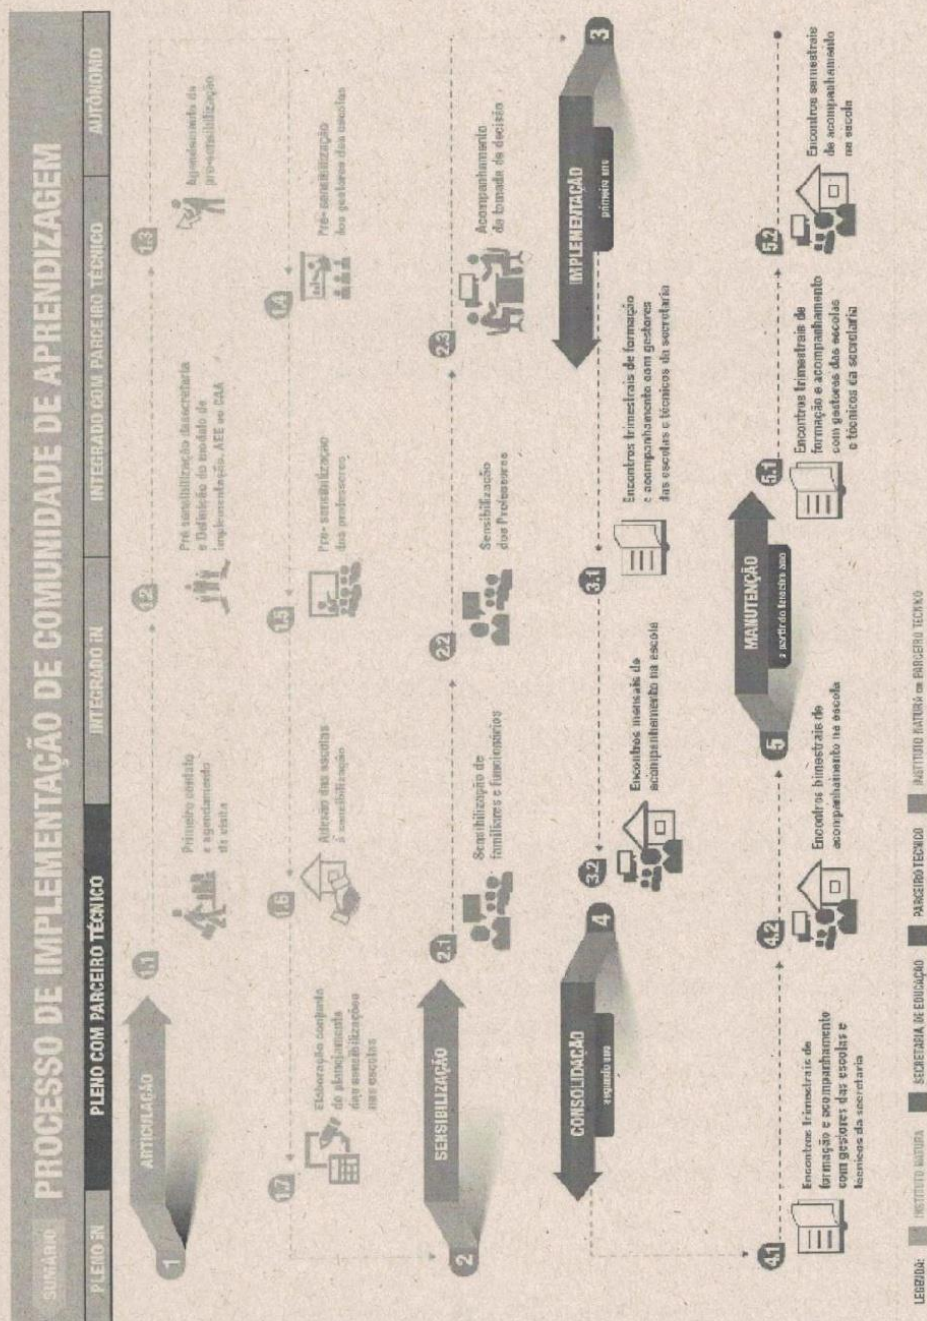 SUMÁRIO
PROCESSO DE IMPLEMENTAÇÃO DE COMUNIDADE DE APRENDIZAGEM
PLENO iN
PLENO COM PARCEIRO TÉCNICO
INTEGRADO iN
INTEGRADO COM PARCEIRO TÉCNICO
AUTÔNOMO
1
ARTICULAÇÃO
1.1
Primeiro contato
e agendamento
da visita
1.2
Pré sensibilização da secretaria
e Definição do modelo de
implementação, AEE ou CAA
1.3
Agendamento da
pré-sensibilização
1.4
Pré-sensibilização
dos gestores das escolas
1.5
Pré-sensibilização
dos professores
1.6
Adesão das escolas
à sensibilização
1.7
Elaboração conjunta
do planejamento
das sensibilizações
nas escolas
2
SENSIBILIZAÇÃO
2.1
Sensibilização de
familiares e funcionários
2.2
Sensibilização
dos Professores
2.3
Acompanhamento
da tomada de decisão
3
IMPLEMENTAÇÃO
primeiro ano
3.1
Encontros trimestrais de formação
e acompanhamento com gestores
das escolas e técnicos da secretaria
3.2
Encontros mensais de
acompanhamento na escola
4
CONSOLIDAÇÃO
segundo ano
4.1
Encontros trimestrais de
formação e acompanhamento
com gestores das escolas e
técnicos da secretaria
4.2
Encontros bimestrais de
acompanhamento na escola
5
MANUTENÇÃO
a partir do terceiro ano
5.1
Encontros trimestrais de
formação e acompanhamento
com gestores das escolas
e técnicos da secretaria
5.2
Encontros semestrais
de acompanhamento
na escola
LEGENDA:
INSTITUTO NATURA
SECRETARIA DE EDUCAÇÃO
PARCEIRO TÉCNICO
INSTITUTO NATURA ou PARCEIRO TÉCNICO